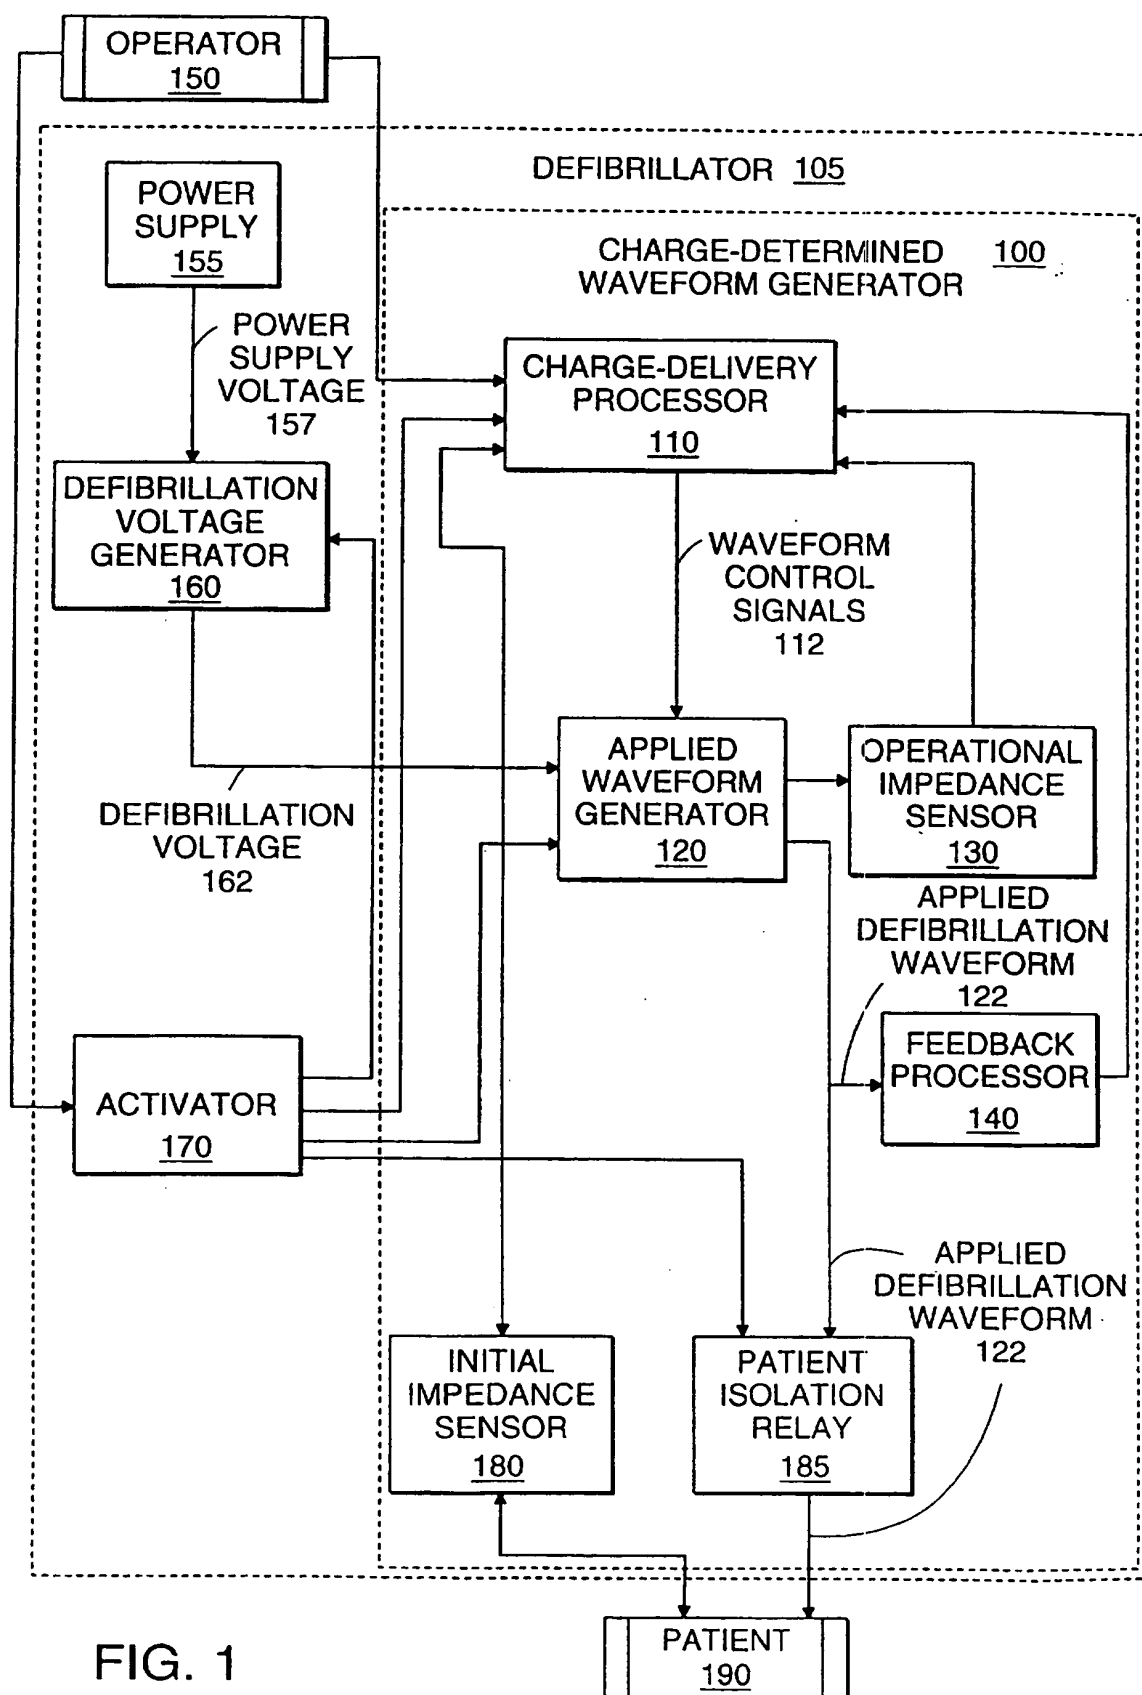 OPERATOR
150
DEFIBRILLATOR 105
POWER
SUPPLY
155
CHARGE-DETERMINED 100
WAVEFORM GENERATOR
POWER
SUPPLY
VOLTAGE
157
CHARGE-DELIVERY
PROCESSOR
110
DEFIBRILLATION
VOLTAGE
GENERATOR
160
WAVEFORM
CONTROL
SIGNALS
112
APPLIED
WAVEFORM
GENERATOR
120
OPERATIONAL
IMPEDANCE
SENSOR
130
DEFIBRILLATION
VOLTAGE
162
APPLIED
DEFIBRILLATION
WAVEFORM
122
FEEDBACK
PROCESSOR
140
ACTIVATOR
170
APPLIED
DEFIBRILLATION
WAVEFORM
122
INITIAL
IMPEDANCE
SENSOR
180
PATIENT
ISOLATION
RELAY
185
PATIENT
190
FIG. 1